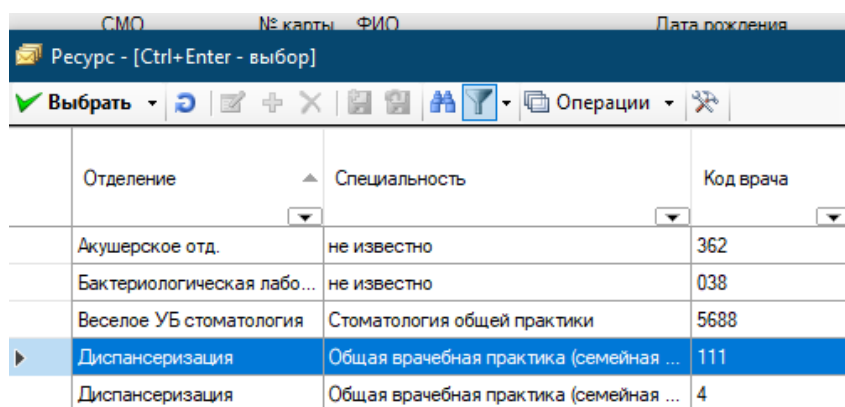 СМО № карты ФИО Дата рождения
Ресурс - [Ctrl+Enter - выбор]
Выбрать Операции
Отделение Специальность Код врача
Акушерское отд. не известно 362
Бактериологическая лабо... не известно 038
Веселое УБ стоматология Стоматология общей практики 5688
Диспансеризация Общая врачебная практика (семейная ... 111
Диспансеризация Общая врачебная практика (семейная ... 4